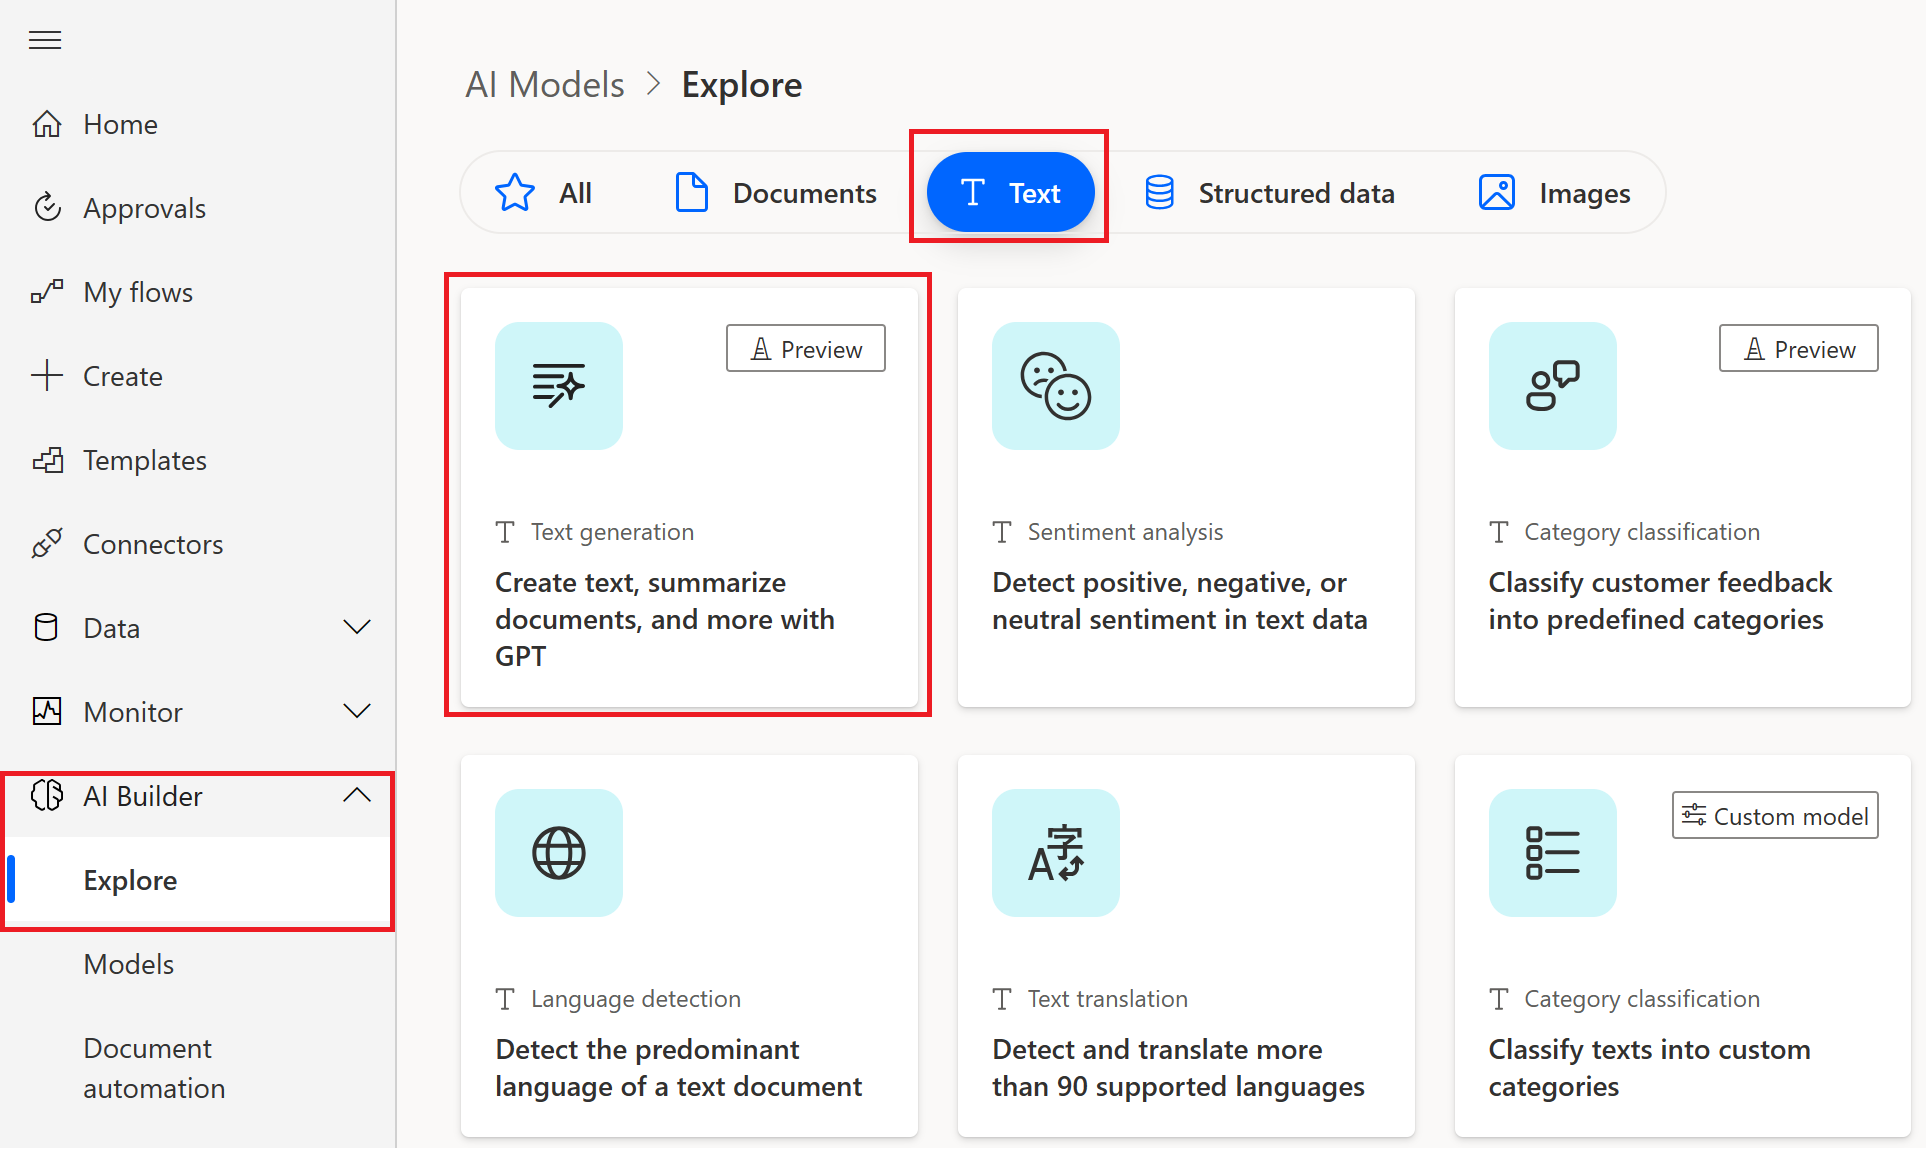 Home
Approvals
My flows
Create
Templates
Connectors
Data
Monitor
AI Builder
Explore
Models
Document
automation
AI Models > Explore
All
Documents
Text
Structured data
Images
Preview
Text generation
Create text, summarize
documents, and more with
GPT
Sentiment analysis
Detect positive, negative, or
neutral sentiment in text data
Preview
Category classification
Classify customer feedback
into predefined categories
Language detection
Detect the predominant
language of a text document
A字
Text translation
Detect and translate more
than 90 supported languages
Custom model
Category classification
Classify texts into custom
categories